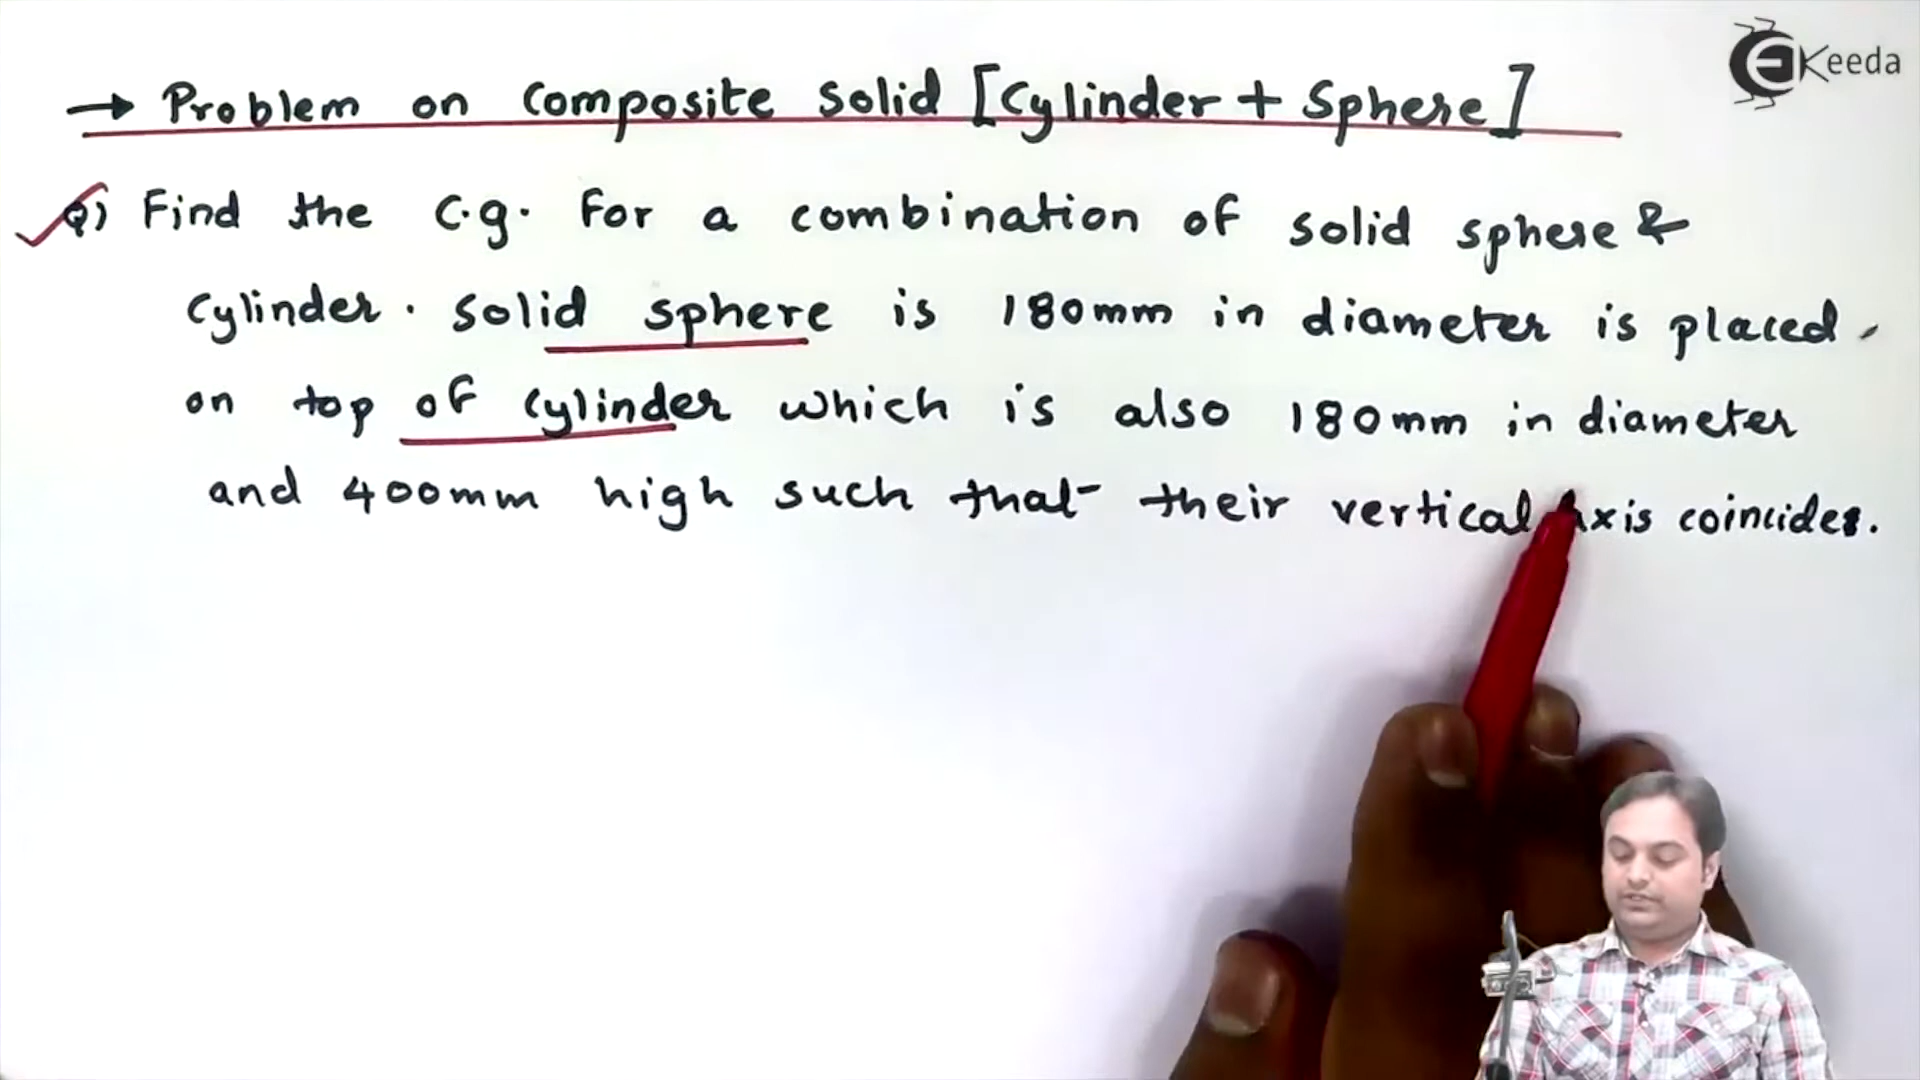 EKeeda
→ Problem on Composite Solid [Cylinder + Sphere]
Q) Find the C.g. for a combination of solid sphere &
Cylinder. Solid sphere is 180mm in diameter is placed
on top of Cylinder which is also 180mm in diameter
and 400mm high such that their vertical axis coincides.